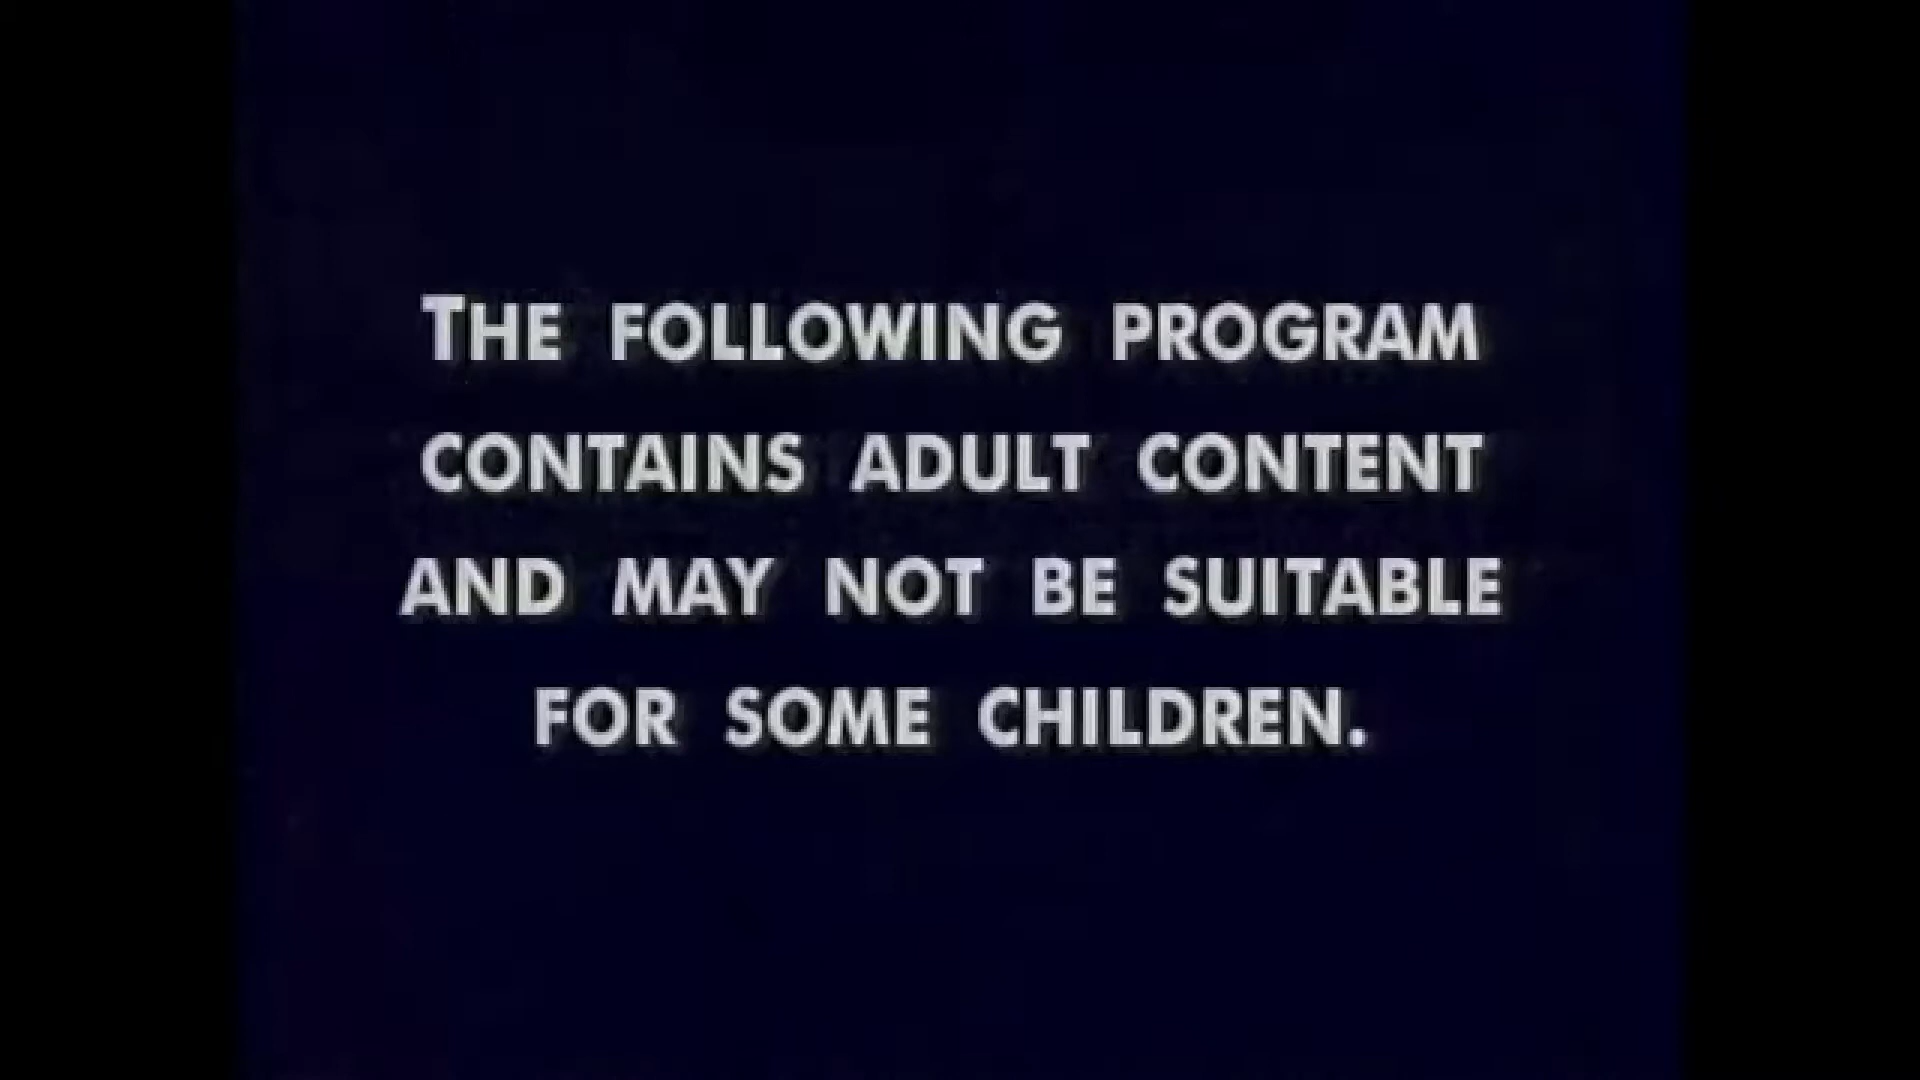 THE FOLLOWING PROGRAM
CONTAINS ADULT CONTENT
AND MAY NOT BE SUITABLE
FOR SOME CHILDREN.